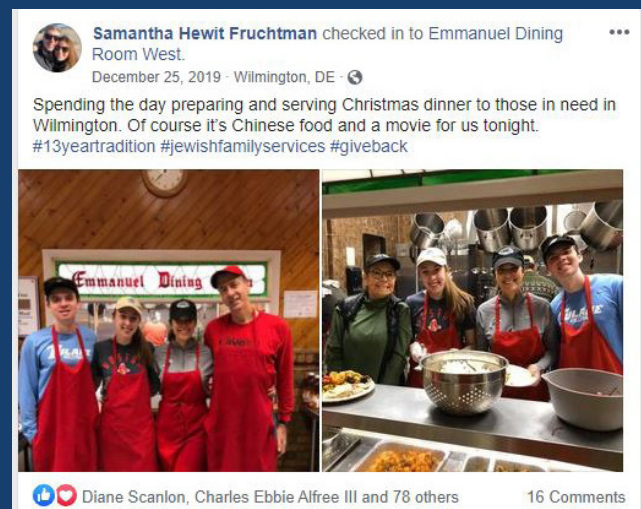 Samantha Hewit Fruchtman checked in to Emmanuel Dining
Room West.
December 25, 2019 · Wilmington, DE ·
Spending the day preparing and serving Christmas dinner to those in need in
Wilmington. Of course it's Chinese food and a movie for us tonight.
#13yeartradition #jewishfamilyservices #giveback
Emmanuel Dining
Diane Scanlon, Charles Ebbie Alfree III and 78 others
16 Comments